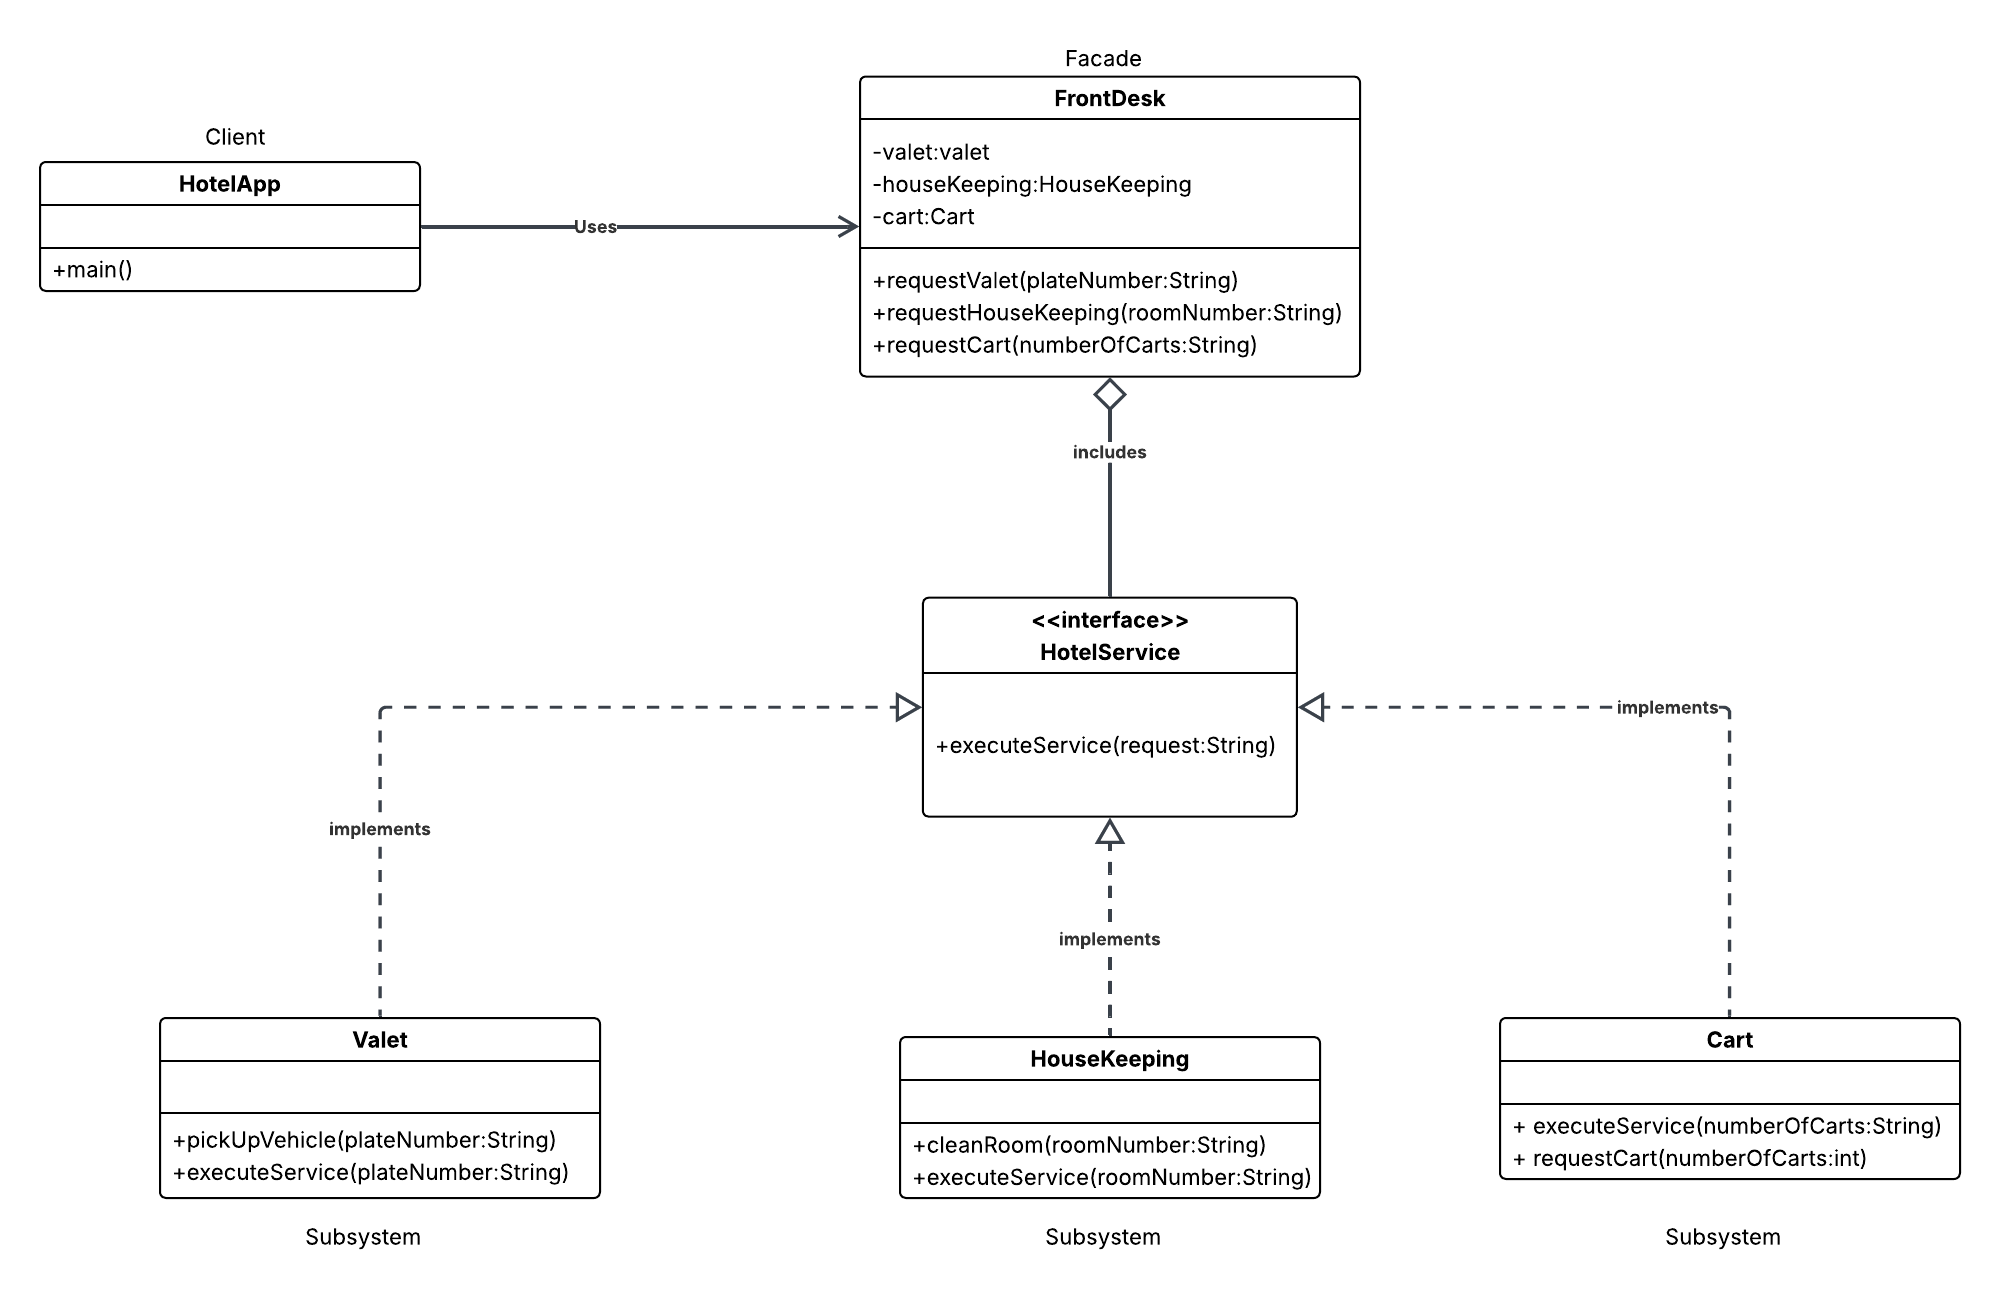 Facade
FrontDesk
-valet:valet
-houseKeeping:HouseKeeping
-cart:Cart
+requestValet(plateNumber:String)
+requestHouseKeeping(roomNumber:String)
+requestCart(numberOfCarts:String)
Client
HotelApp
+main()
Uses
includes
<<interface>>
HotelService
+executeService(request:String)
implements
implements
implements
Valet
+pickUpVehicle(plateNumber:String)
+executeService(plateNumber:String)
Subsystem
HouseKeeping
+cleanRoom(roomNumber:String)
+executeService(roomNumber:String)
Subsystem
Cart
+ executeService(numberOfCarts:String)
+ requestCart(numberOfCarts:int)
Subsystem